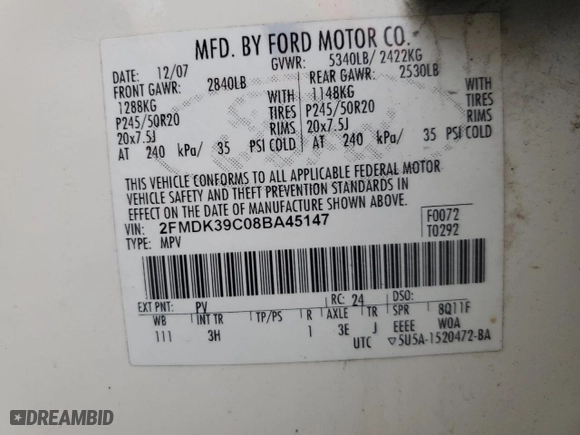 MFD. BY FORD MOTOR CO.
DATE: 12/07 GVWR: 5340LB/ 2422KG
FRONT GAWR: 2840LB REAR GAWR: 2530LB
1288KG WITH 1148KG WITH
P245/50R20 TIRES P245/50R20 TIRES
20x7.5J RIMS 20x7.5J RIMS
AT 240 kPa/ 35 PSI COLD AT 240 kPa/ 35 PSI COLD
THIS VEHICLE CONFORMS TO ALL APPLICABLE FEDERAL MOTOR
VEHICLE SAFETY AND THEFT PREVENTION STANDARDS IN
EFFECT ON THE DATE OF MANUFACTURE SHOWN ABOVE.
VIN: 2FMDK39C08BA45147 F0072
TYPE: MPV T0292
EXT PNT: PV RC: 24 DSO:
WB INT TR TP/PS R AXLE TR SPR 8Q11F
111 3H 1 3E J EEEE W0A
UTC ▽5U5A-1520472-BA
DREAMBID